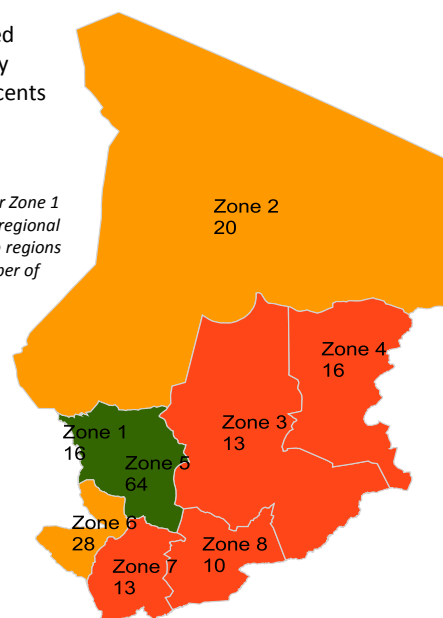 ed
y
cents
r Zone 1
regional
regions
ber of
Zone 2
20
Zone 4
16
Zone 3
13
Zone 1
16
Zone 5
64
Zone 6
28
Zone 8
10
Zone 7
13